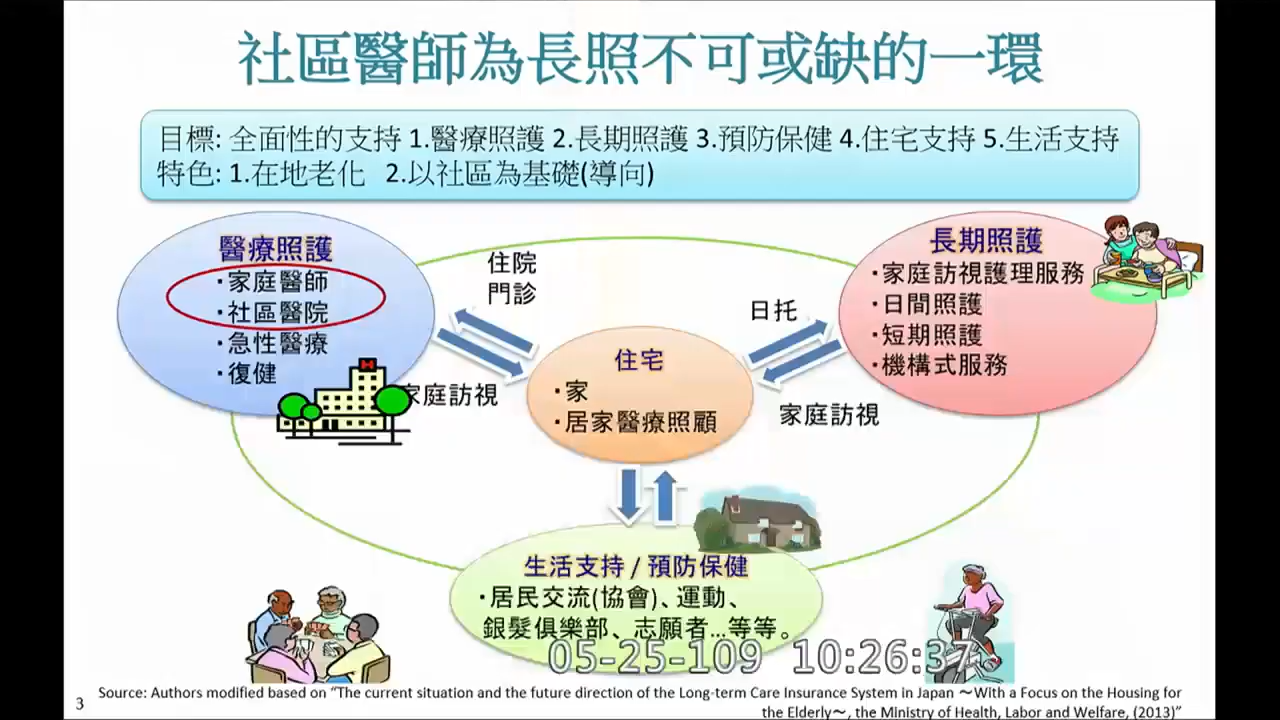 社區醫師為長照不可或缺的一環
目標: 全面性的支持 1.醫療照護 2.長期照護 3.預防保健 4.住宅支持 5.生活支持
特色: 1.在地老化 2.以社區為基礎(導向)
醫療照護
·家庭醫師
·社區醫院
·急性醫療
·復健
住院
門診
家庭訪視
日托
家庭訪視
長期照護
·家庭訪視護理服務
·日間照護
·短期照護
·機構式服務
住宅
·家
·居家醫療照顧
生活支持 / 預防保健
·居民交流(協會)、運動、
銀髮俱樂部、志願者...等等。
05-25-109 10:26:37
Source: Authors modified based on “The current situation and the future direction of the Long-term Care Insurance System in Japan ～With a Focus on the Housing for
the Elderly～, the Ministry of Health, Labor and Welfare, (2013)”
3